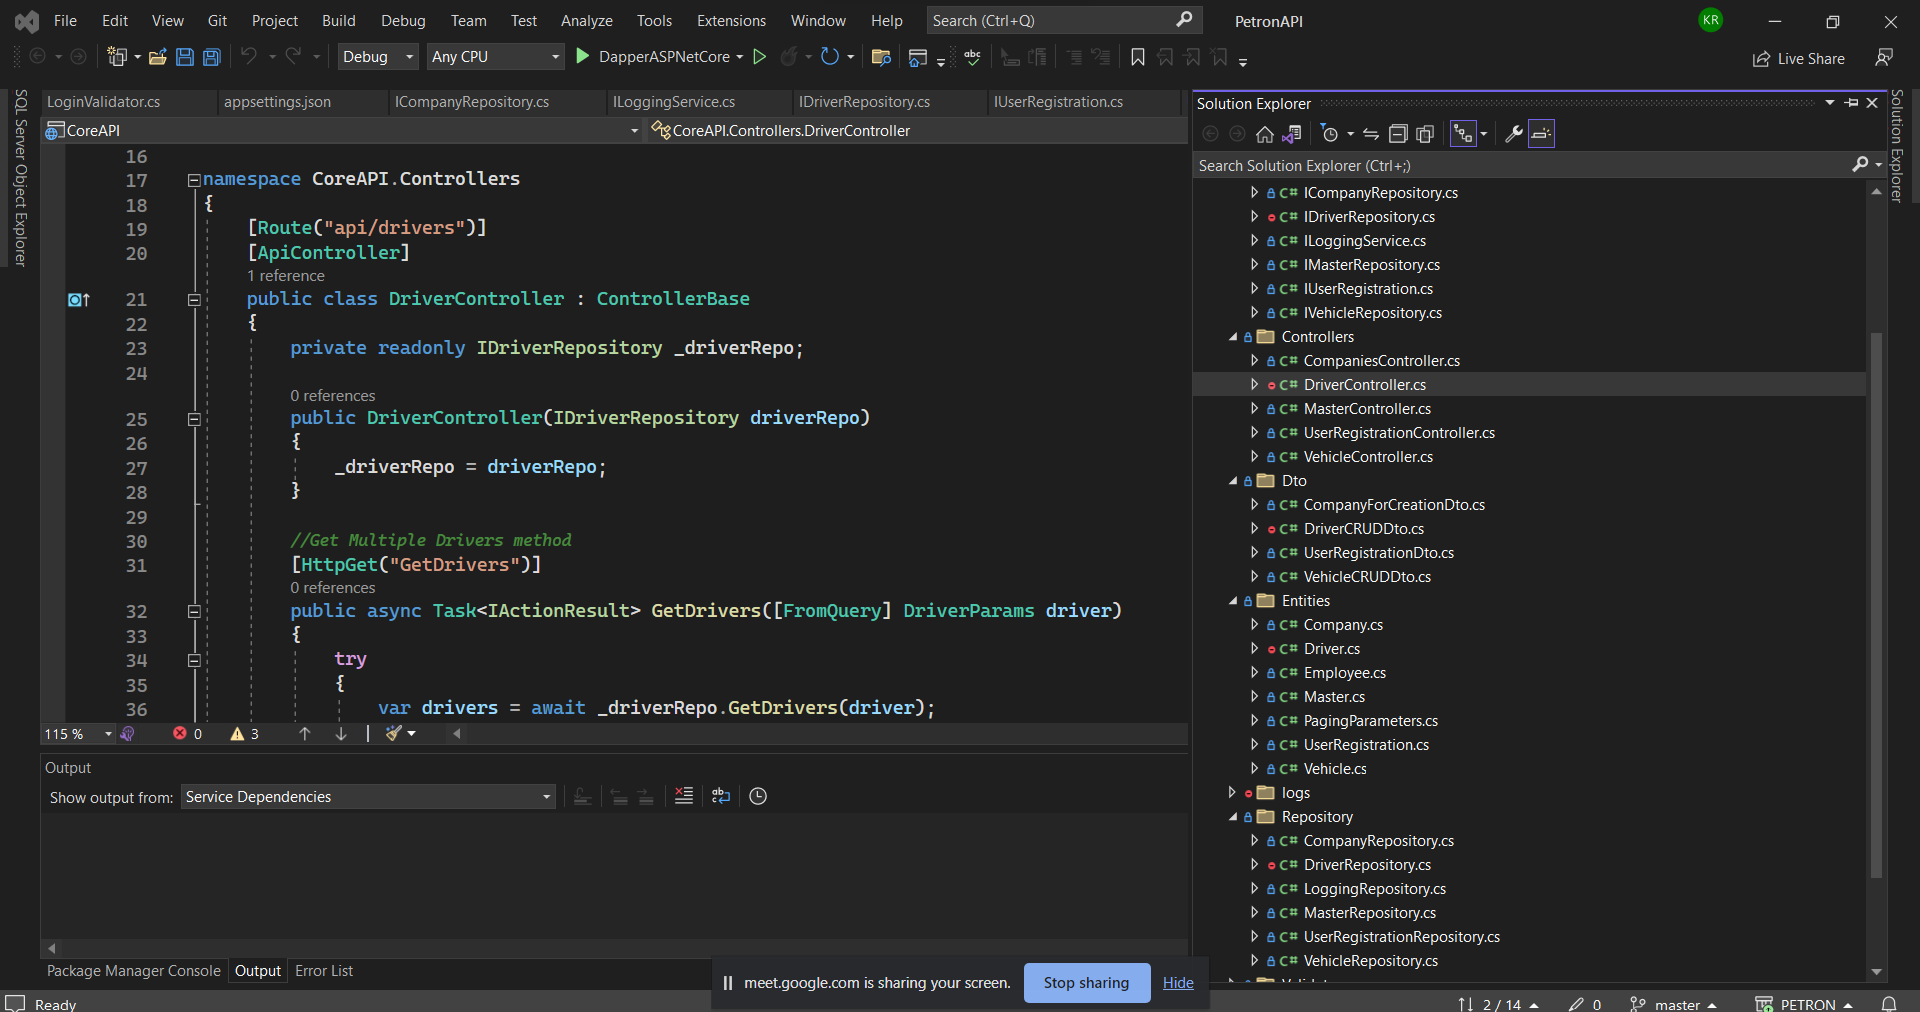 File Edit View Git Project Build Debug Team Test Analyze Tools Extensions Window Help Search (Ctrl+Q) PetronAPI KR
Debug Any CPU DapperASPNetCore Live Share
SQL Server Object Explorer
LoginValidator.cs appsettings.json ICompanyRepository.cs ILoggingService.cs IDriverRepository.cs IUserRegistration.cs
CoreAPI CoreAPI.Controllers.DriverController
16
17 namespace CoreAPI.Controllers
18 {
19 [Route("api/drivers")]
20 [ApiController]
1 reference
21 public class DriverController : ControllerBase
22 {
23 private readonly IDriverRepository _driverRepo;
24
0 references
25 public DriverController(IDriverRepository driverRepo)
26 {
27 _driverRepo = driverRepo;
28 }
29
30 //Get Multiple Drivers method
31 [HttpGet("GetDrivers")]
0 references
32 public async Task<IActionResult> GetDrivers([FromQuery] DriverParams driver)
33 {
34 try
35 {
36 var drivers = await _driverRepo.GetDrivers(driver);
115 % 0 3
Output
Show output from: Service Dependencies
Package Manager Console Output Error List
Solution Explorer
Search Solution Explorer (Ctrl+;)
C# ICompanyRepository.cs
C# IDriverRepository.cs
C# ILoggingService.cs
C# IMasterRepository.cs
C# IUserRegistration.cs
C# IVehicleRepository.cs
Controllers
C# CompaniesController.cs
C# DriverController.cs
C# MasterController.cs
C# UserRegistrationController.cs
C# VehicleController.cs
Dto
C# CompanyForCreationDto.cs
C# DriverCRUDDto.cs
C# UserRegistrationDto.cs
C# VehicleCRUDDto.cs
Entities
C# Company.cs
C# Driver.cs
C# Employee.cs
C# Master.cs
C# PagingParameters.cs
C# UserRegistration.cs
C# Vehicle.cs
logs
Repository
C# CompanyRepository.cs
C# DriverRepository.cs
C# LoggingRepository.cs
C# MasterRepository.cs
C# UserRegistrationRepository.cs
C# VehicleRepository.cs
Solution Explorer
meet.google.com is sharing your screen. Stop sharing Hide
Ready 2 / 14 0 master PETRON